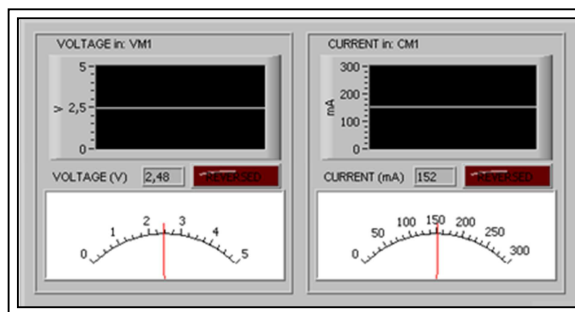 VOLTAGE in: VM1
5
2,5
0
V
VOLTAGE (V) 2,48 REVERSED
0 1 2 3 4 5
CURRENT in: CM1
300
200
100
0
mA
CURRENT (mA) 152 REVERSED
0 50 100 150 200 250 300